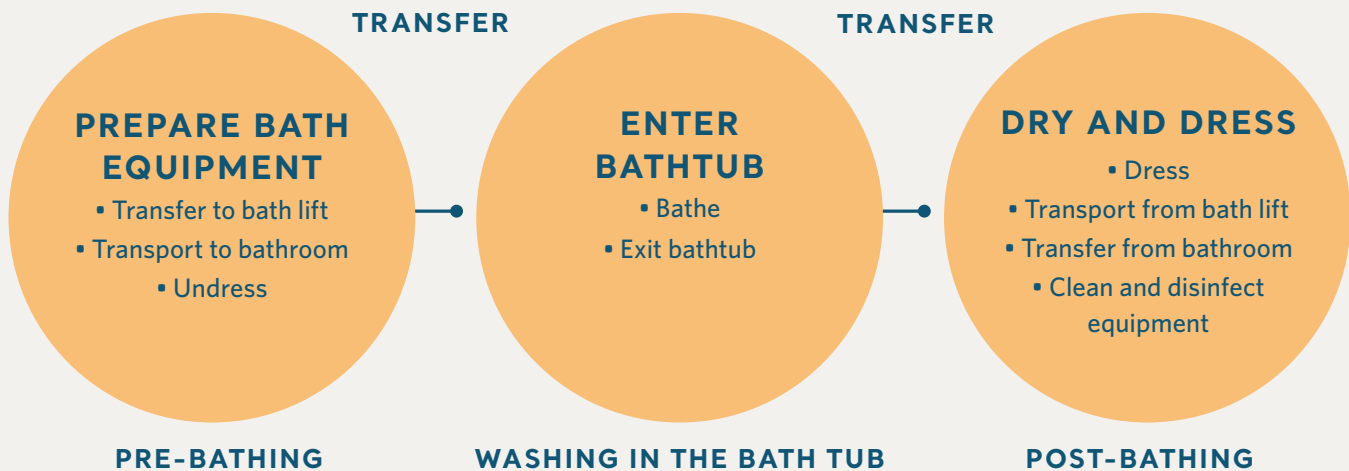 TRANSFER
TRANSFER
PREPARE BATH
EQUIPMENT
▪ Transfer to bath lift
▪ Transport to bathroom
▪ Undress
ENTER
BATHTUB
▪ Bathe
▪ Exit bathtub
DRY AND DRESS
▪ Dress
▪ Transport from bath lift
▪ Transfer from bathroom
▪ Clean and disinfect
equipment
PRE-BATHING
WASHING IN THE BATH TUB
POST-BATHING